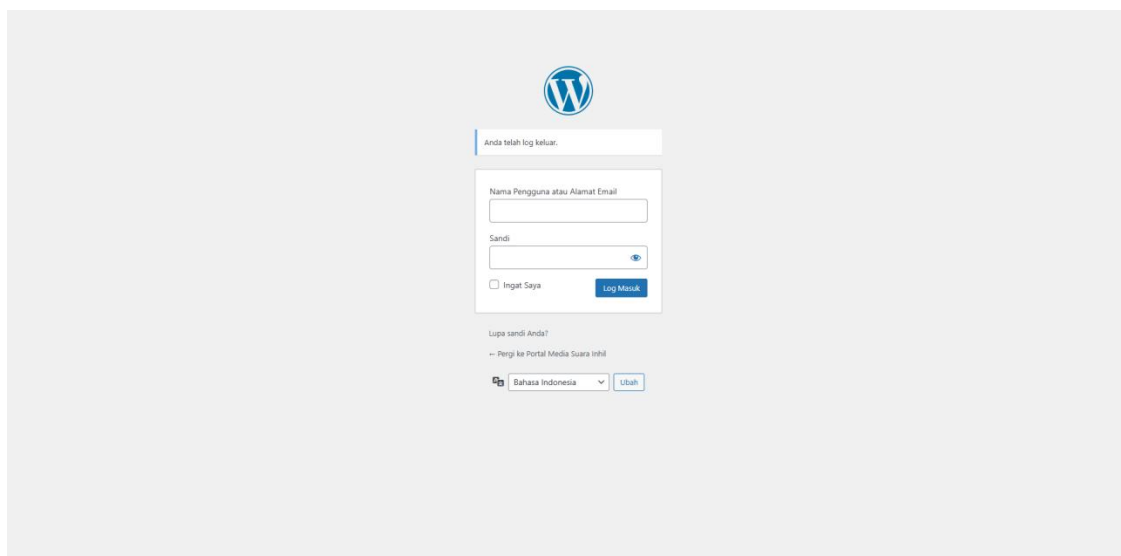 Anda telah log keluar.
Nama Pengguna atau Alamat Email
Sandi
Ingat Saya
Log Masuk
Lupa sandi Anda?
← Pergi ke Portal Media Suara Inhil
Bahasa Indonesia
Ubah